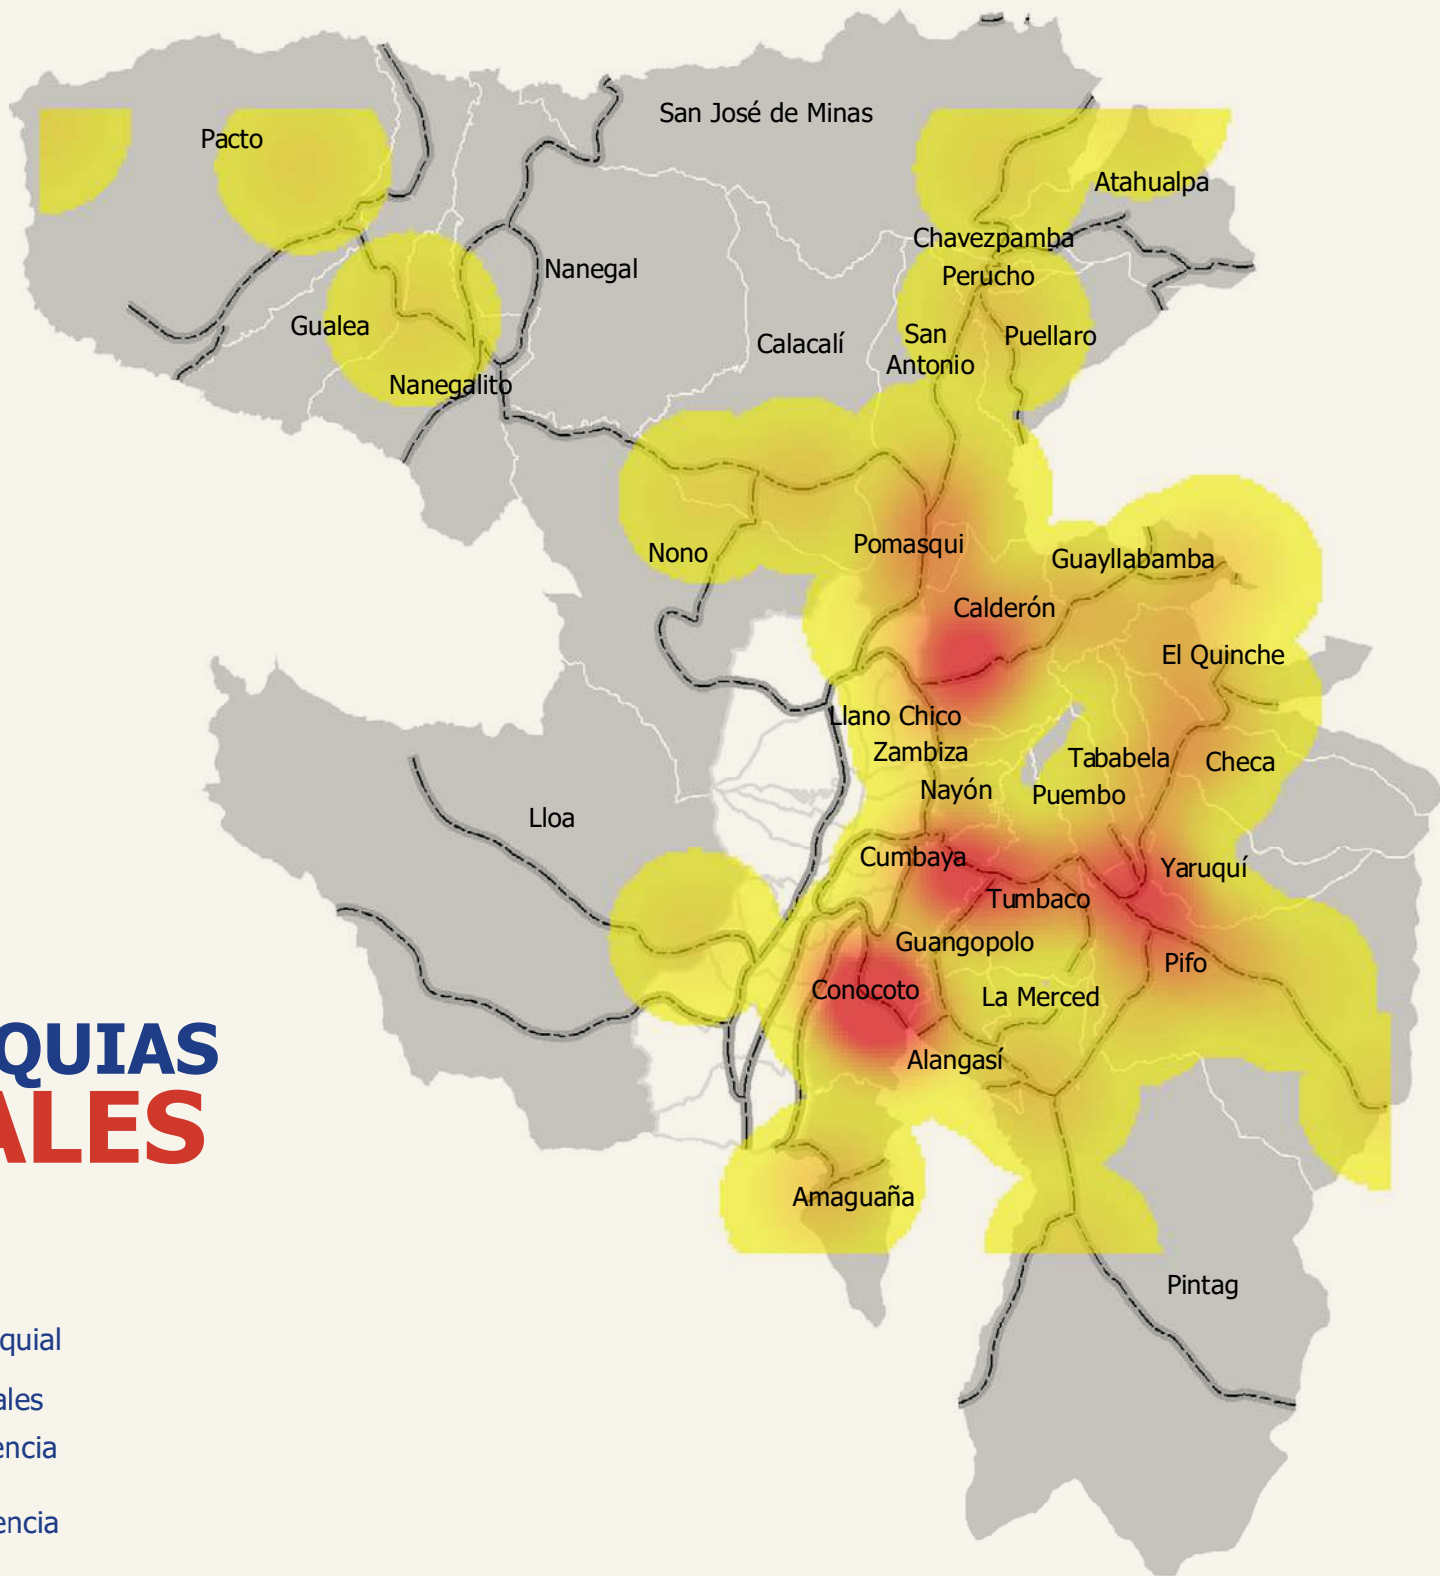 San José de Minas
Pacto
Atahualpa
Chavezpamba
Nanegal
Perucho
Gualea
San
Antonio
Puellaro
Calacalí
Nanegalito
Nono
Pomasqui
Guayllabamba
Calderón
El Quinche
Llano Chico
Zambiza
Tababela
Checa
Nayón
Puembo
Lloa
Cumbaya
Yaruquí
Tumbaco
Guangopolo
Pifo
Conocoto
La Merced
Alangasí
QUIAS
ALES
Amaguaña
Pintag
quial
ales
encia
encia